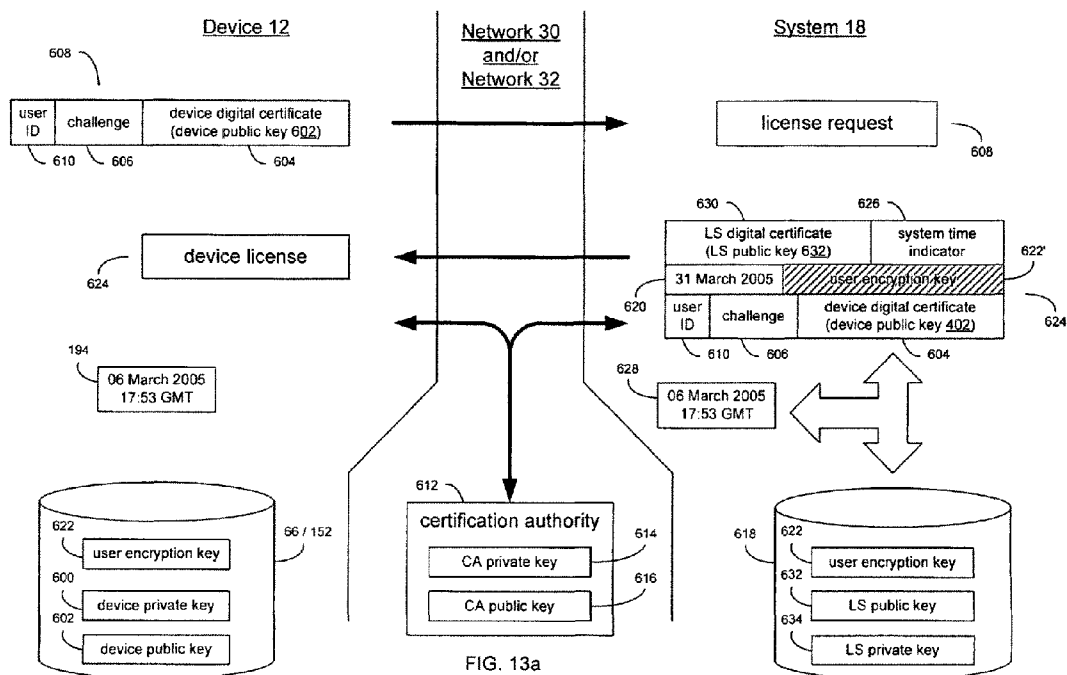 Device 12
Network 30
and/or
Network 32
System 18
608
user
ID
challenge
device digital certificate
(device public key 602)
610
606
604
license request
608
630
626
LS digital certificate
(LS public key 632)
system time
indicator
622'
device license
624
31 March 2005
user encryption key
620
user
ID
challenge
device digital certificate
(device public key 402)
624
610
606
604
194
06 March 2005
17:53 GMT
628
06 March 2005
17:53 GMT
612
certification authority
CA private key
614
CA public key
616
622
user encryption key
66 / 152
600
device private key
602
device public key
618
622
user encryption key
632
LS public key
634
LS private key
FIG. 13a